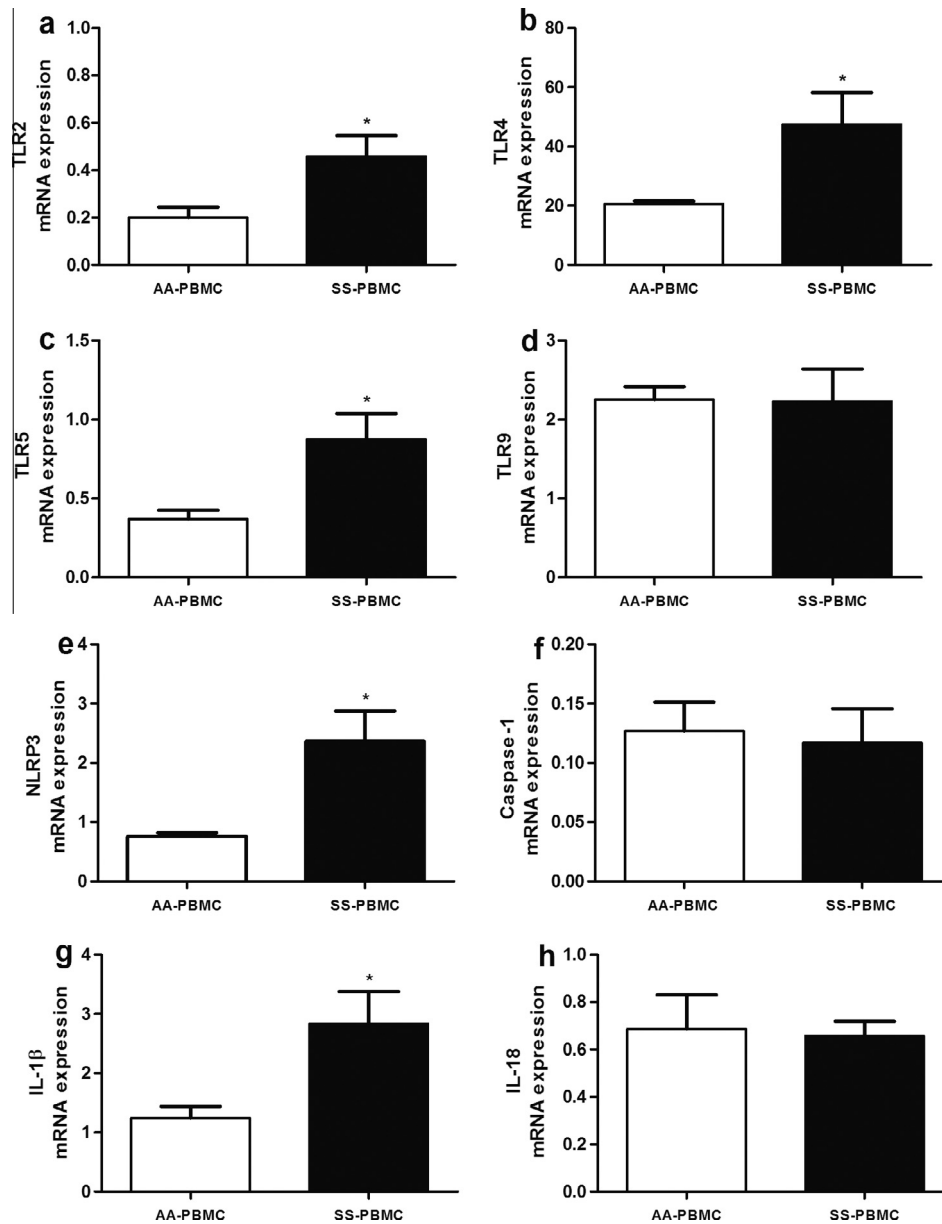 a
TLR2
mRNA expression
1.0
0.8
0.6
0.4
0.2
0.0
*
AA-PBMC SS-PBMC
b
TLR4
mRNA expression
80
60
40
20
0
*
AA-PBMC SS-PBMC
c
TLR5
mRNA expression
1.5
1.0
0.5
0.0
*
AA-PBMC SS-PBMC
d
TLR9
mRNA expression
3
2
1
0
AA-PBMC SS-PBMC
e
NLRP3
mRNA expression
4
3
2
1
0
*
AA-PBMC SS-PBMC
f
Caspase-1
mRNA expression
0.20
0.15
0.10
0.05
0.00
AA-PBMC SS-PBMC
g
IL-1β
mRNA expression
4
3
2
1
0
*
AA-PBMC SS-PBMC
h
IL-18
mRNA expression
1.0
0.8
0.6
0.4
0.2
0.0
AA-PBMC SS-PBMC